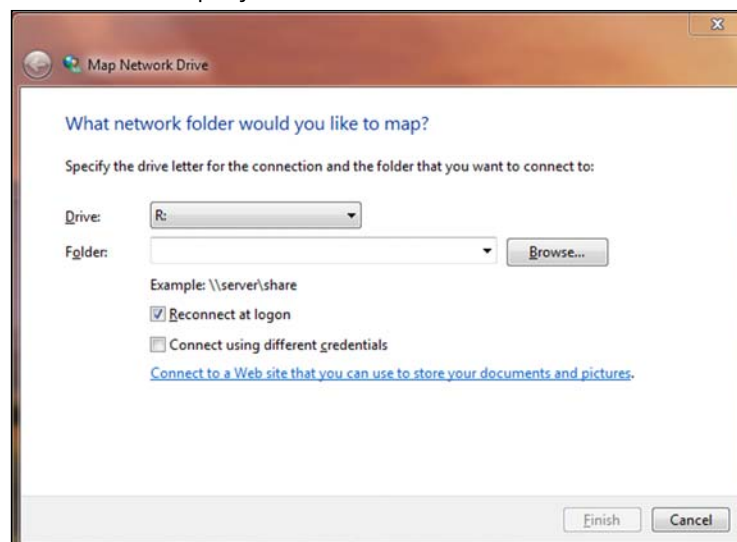 Map Network Drive
What network folder would you like to map?
Specify the drive letter for the connection and the folder that you want to connect to:
Drive: R:
Folder: Browse...
Example: \\server\share
Reconnect at logon
Connect using different credentials
Connect to a Web site that you can use to store your documents and pictures.
Finish Cancel